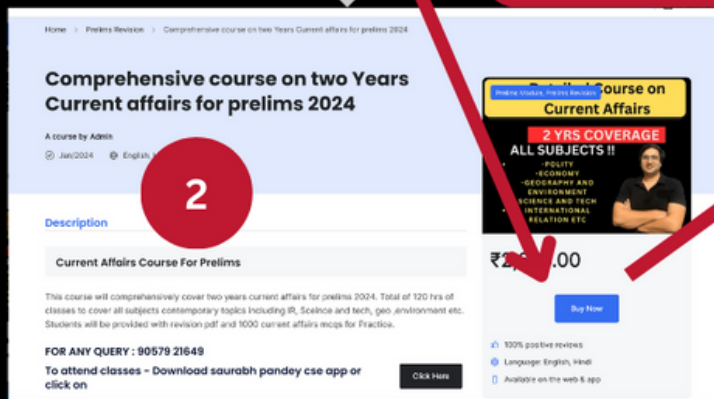 Home > Prelims Revision > Comprehensive course on two Years Current affairs for prelims 2024
Comprehensive course on two Years
Current affairs for prelims 2024
A course by Admin
Jan/2024 English,
2
Description
Current Affairs Course For Prelims
This course will comprehensively cover two years current affairs for prelims 2024. Total of 120 hrs of
classes to cover all subjects contemporary topics including IR, Sceince and tech, geo ,environment etc.
Students will be provided with revision pdf and 1000 current affairs mcqs for Practice.
FOR ANY QUERY : 90579 21649
To attend classes - Download saurabh pandey cse app or
click on
Click Here
Prelims Module, Prelims Revision
Course on
Current Affairs
2 YRS COVERAGE
ALL SUBJECTS !!
-POLITY
-ECONOMY
-GEOGRAPHY AND
ENVIRONMENT
SCIENCE AND TECH
INTERNATIONAL
RELATION ETC
.00
Buy Now
100% positive reviews
Language: English, Hindi
Available on the web & app